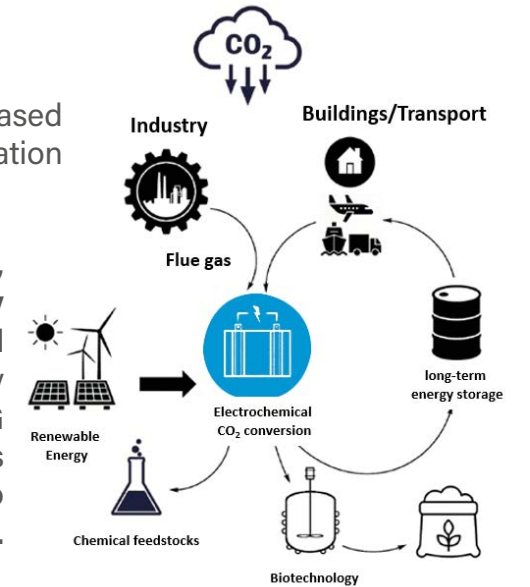 CO₂
Industry
Buildings/Transport
Flue gas
Renewable
Energy
Electrochemical
CO₂ conversion
long-term
energy storage
Chemical feedstocks
Biotechnology